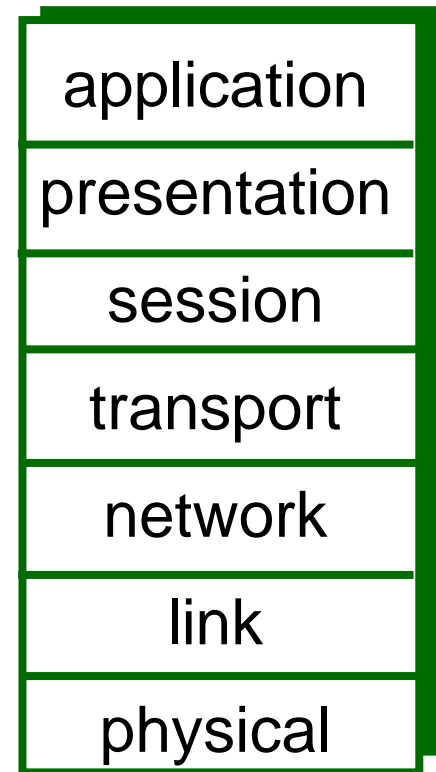 application
presentation
session
transport
network
link
physical